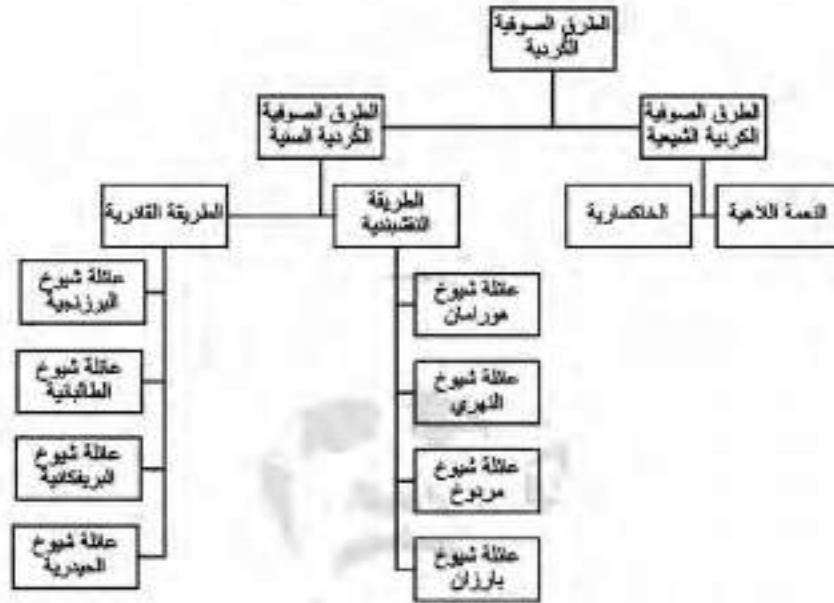 الطرق الصوفية
الكردية
الطرق الصوفية
الكردية الشيعية
الطرق الصوفية
الكردية السنية
النعمة اللاهية
الخاكسارية
الطريقة
النقشبندية
الطريقة القادرية
عائلة شيوخ
هورامان
عائلة شيوخ
النهري
عائلة شيوخ
مردوخ
عائلة شيوخ
بارزان
عائلة شيوخ
البرزنجية
عائلة شيوخ
الطالبانية
عائلة شيوخ
البريفكانية
عائلة شيوخ
الحيدرية